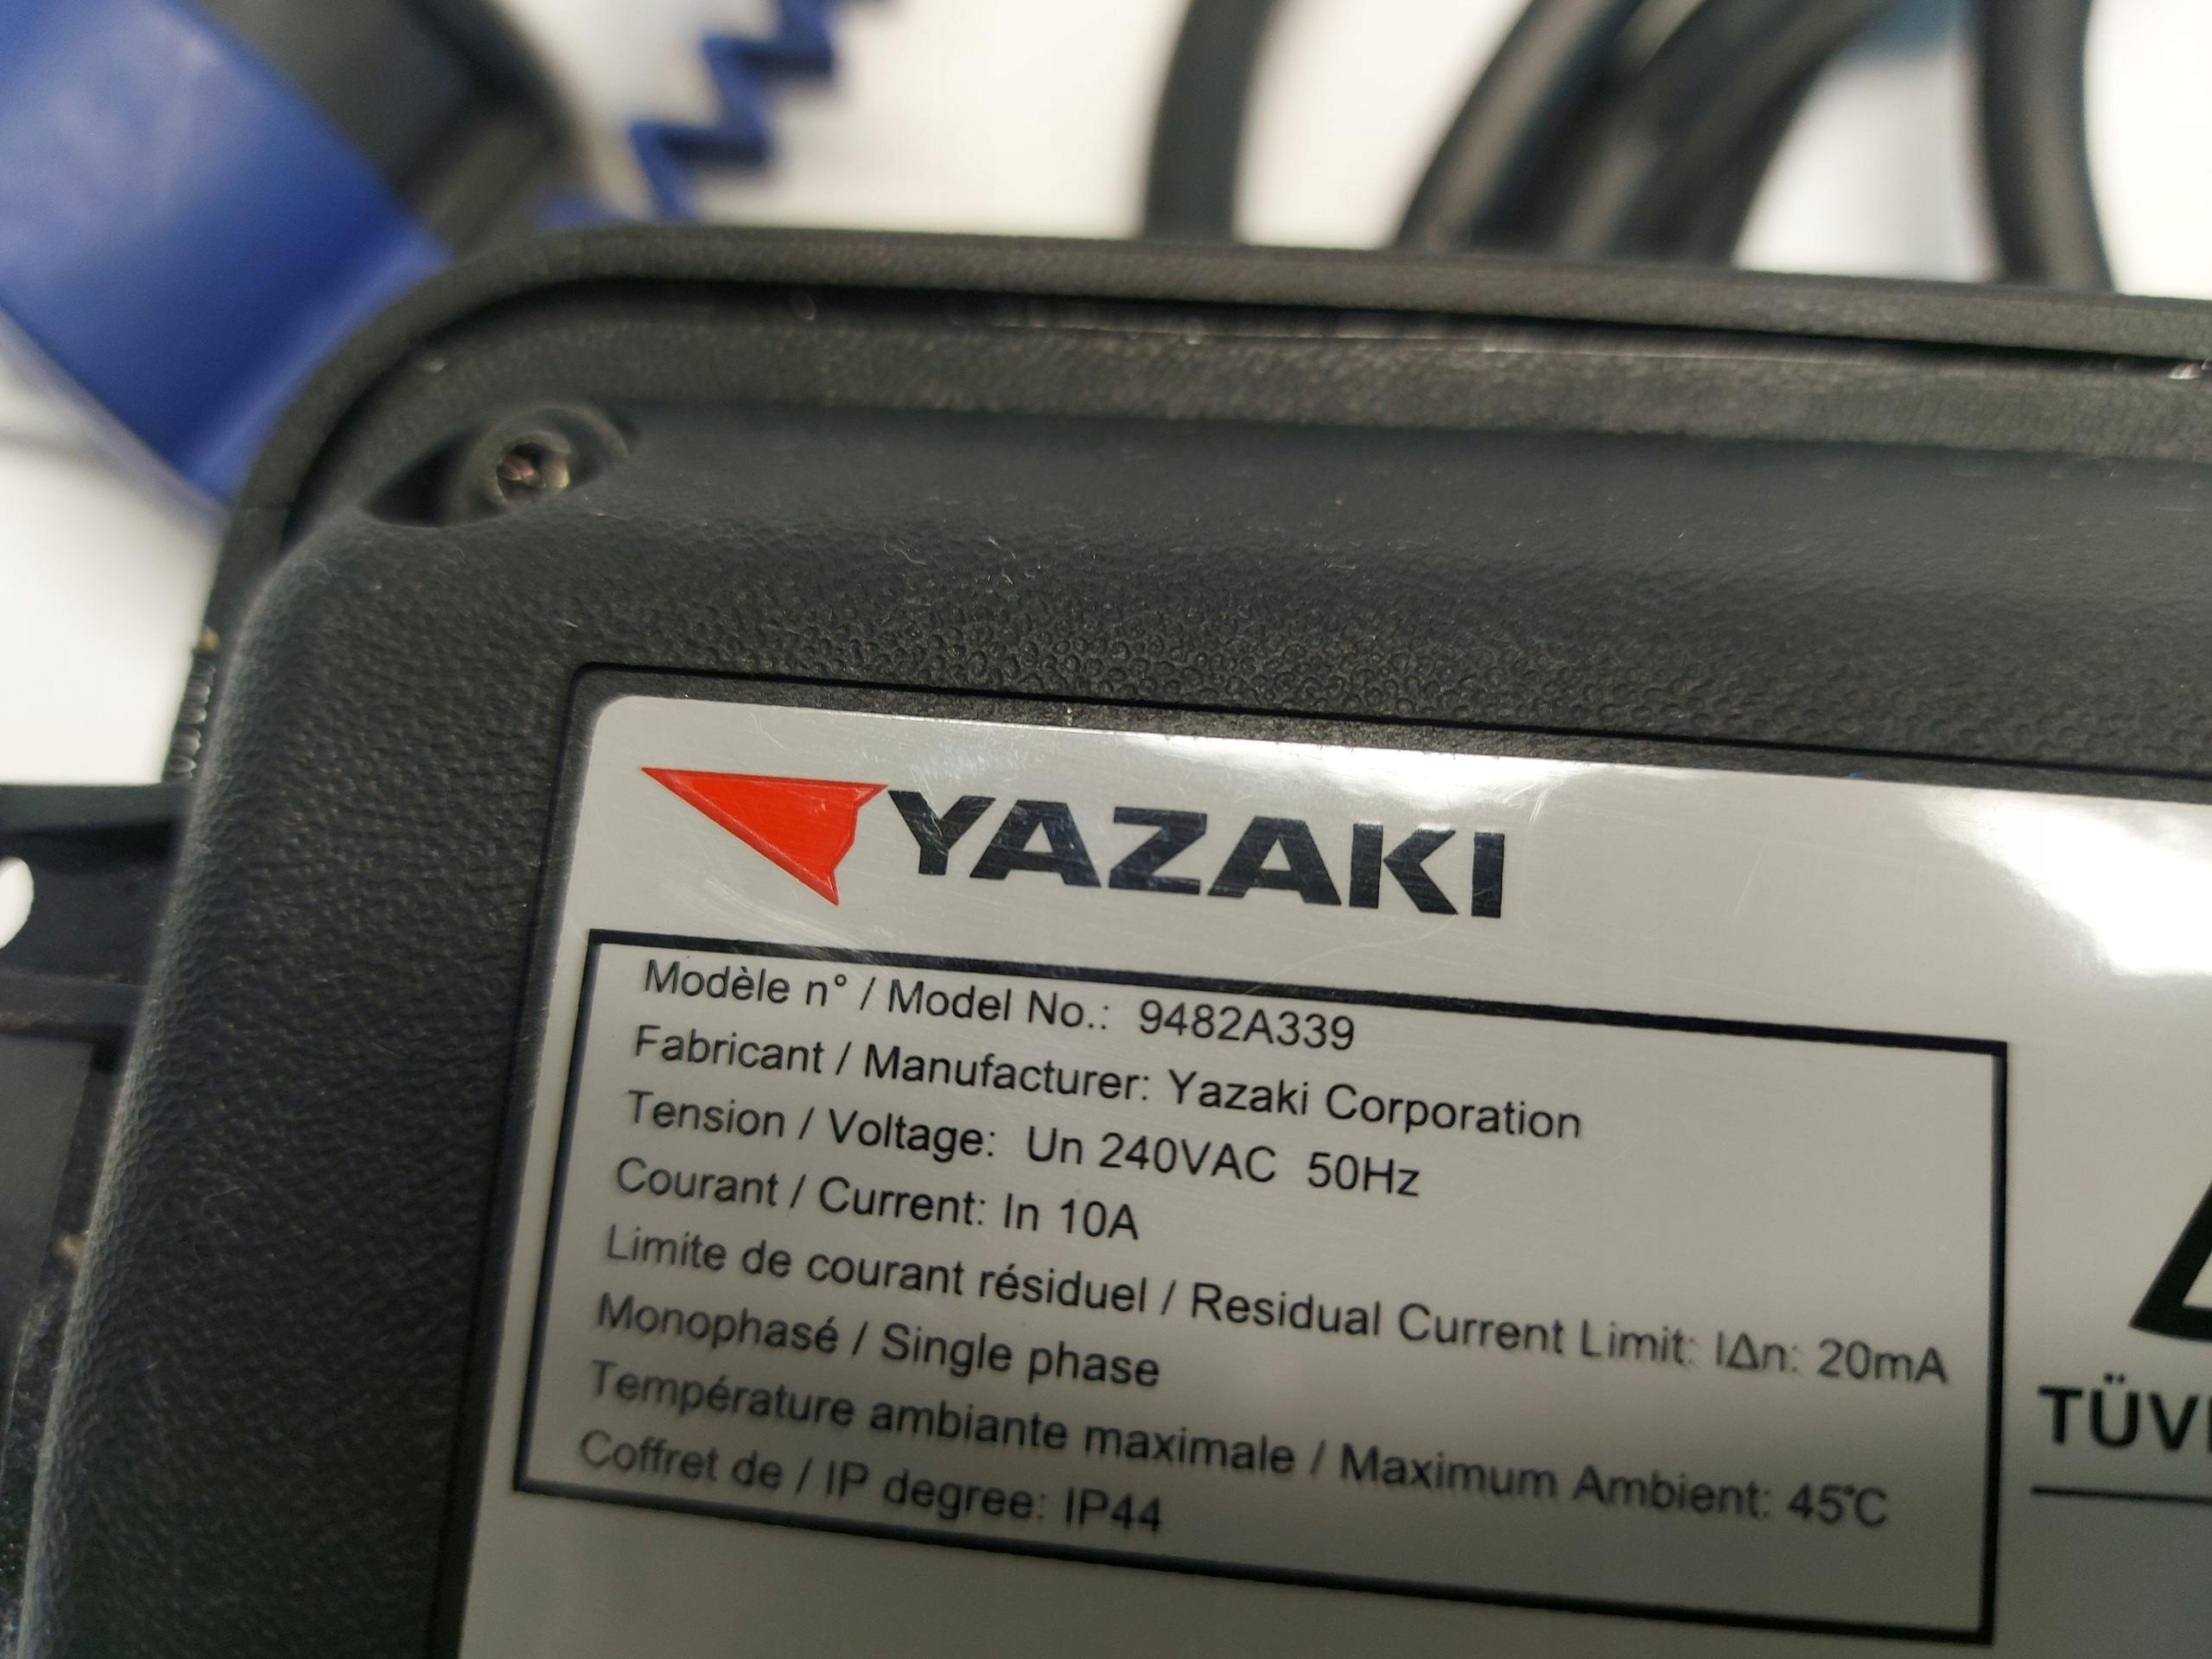 YAZAKI
Modèle n° / Model No.: 9482A339
Fabricant / Manufacturer: Yazaki Corporation
Tension / Voltage: Un 240VAC 50Hz
Courant / Current: In 10A
Limite de courant résiduel / Residual Current Limit: IΔn: 20mA
Monophasé / Single phase
Température ambiante maximale / Maximum Ambient: 45℃
Coffret de / IP degree: IP44